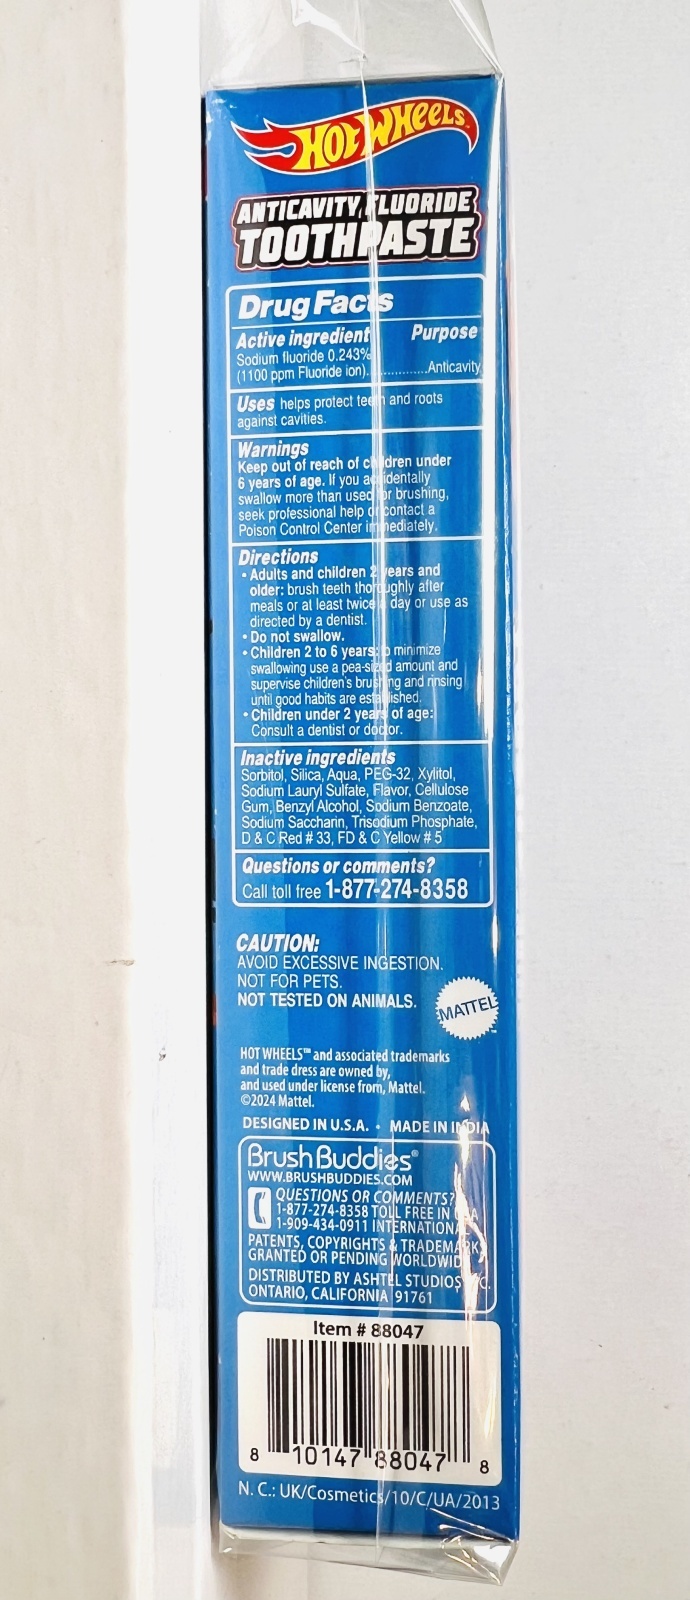 HOT WHEELS™
ANTICAVITY FLUORIDE
TOOTHPASTE
Drug Facts
Active ingredient Purpose
Sodium fluoride 0.243%
(1100 ppm Fluoride ion)...............Anticavity
Uses helps protect teeth and roots
against cavities.
Warnings
Keep out of reach of children under
6 years of age. If you accidentally
swallow more than used for brushing,
seek professional help or contact a
Poison Control Center immediately.
Directions
• Adults and children 2 years and
older: brush teeth thoroughly after
meals or at least twice a day or use as
directed by a dentist.
• Do not swallow.
• Children 2 to 6 years: to minimize
swallowing use a pea-sized amount and
supervise children's brushing and rinsing
until good habits are established.
• Children under 2 years of age:
Consult a dentist or doctor.
Inactive ingredients
Sorbitol, Silica, Aqua, PEG-32, Xylitol,
Sodium Lauryl Sulfate, Flavor, Cellulose
Gum, Benzyl Alcohol, Sodium Benzoate,
Sodium Saccharin, Trisodium Phosphate,
D & C Red # 33, FD & C Yellow # 5
Questions or comments?
Call toll free 1-877-274-8358
CAUTION:
AVOID EXCESSIVE INGESTION.
NOT FOR PETS.
NOT TESTED ON ANIMALS.
MATTEL
HOT WHEELS™ and associated trademarks
and trade dress are owned by,
and used under license from, Mattel.
©2024 Mattel.
DESIGNED IN U.S.A. • MADE IN INDIA
BrushBuddies®
WWW.BRUSHBUDDIES.COM
QUESTIONS OR COMMENTS?
1-877-274-8358 TOLL FREE IN USA
1-909-434-0911 INTERNATIONAL
PATENTS, COPYRIGHTS & TRADEMARKS
GRANTED OR PENDING WORLDWIDE
DISTRIBUTED BY ASHTEL STUDIOS INC.
ONTARIO, CALIFORNIA 91761
Item # 88047
8 10147 88047 8
N. C.: UK/Cosmetics/10/C/UA/2013